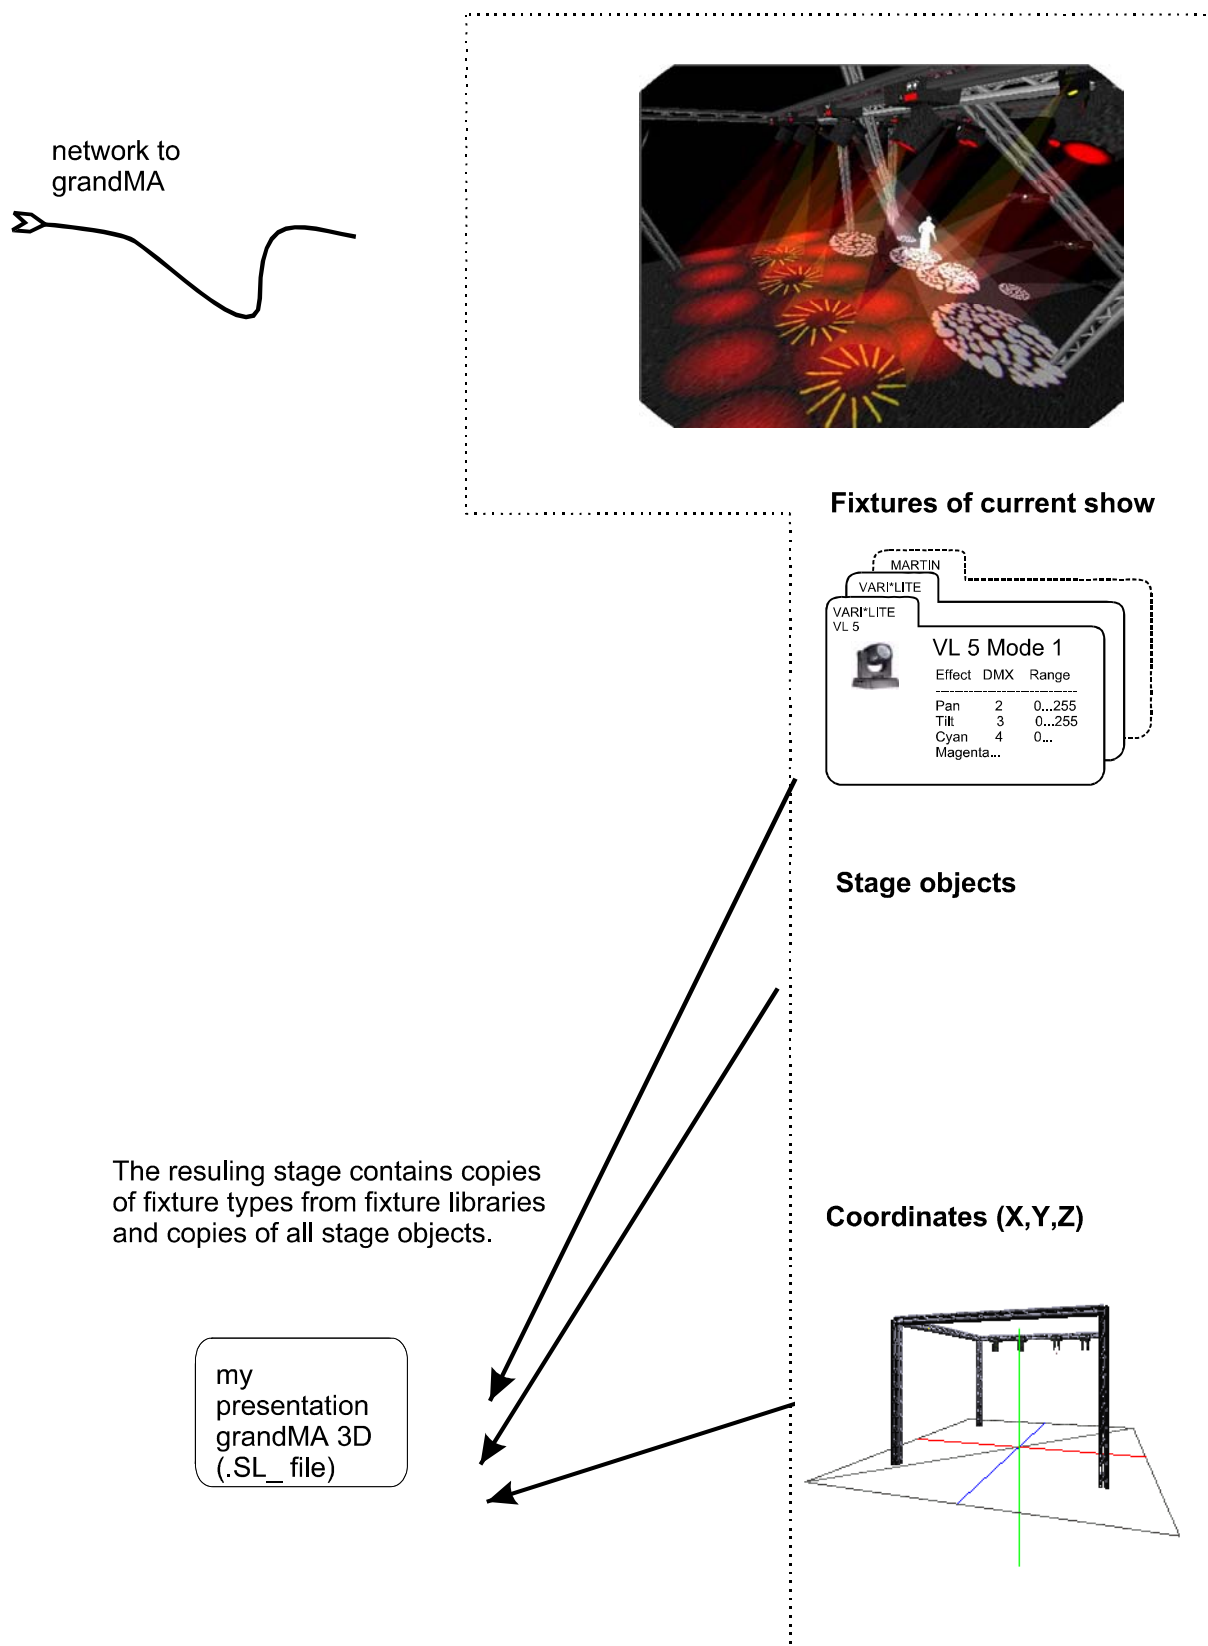 network to
grandMA
Fixtures of current show
MARTIN
VARI*LITE
VARI*LITE
VL 5
VL 5 Mode 1
Effect DMX Range
Pan 2 0...255
Tilt 3 0...255
Cyan 4 0...
Magenta...
Stage objects
The resuling stage contains copies
of fixture types from fixture libraries
and copies of all stage objects.
Coordinates (X,Y,Z)
my
presentation
grandMA 3D
(.SL_ file)